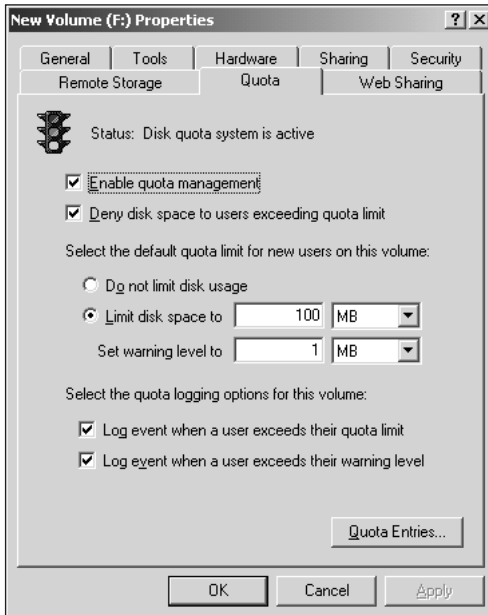 New Volume (F:) Properties
General Tools Hardware Sharing Security
Remote Storage Quota Web Sharing
Status: Disk quota system is active
Enable quota management
Deny disk space to users exceeding quota limit
Select the default quota limit for new users on this volume:
Do not limit disk usage
Limit disk space to 100 MB
Set warning level to 1 MB
Select the quota logging options for this volume:
Log event when a user exceeds their quota limit
Log event when a user exceeds their warning level
Quota Entries...
OK Cancel Apply